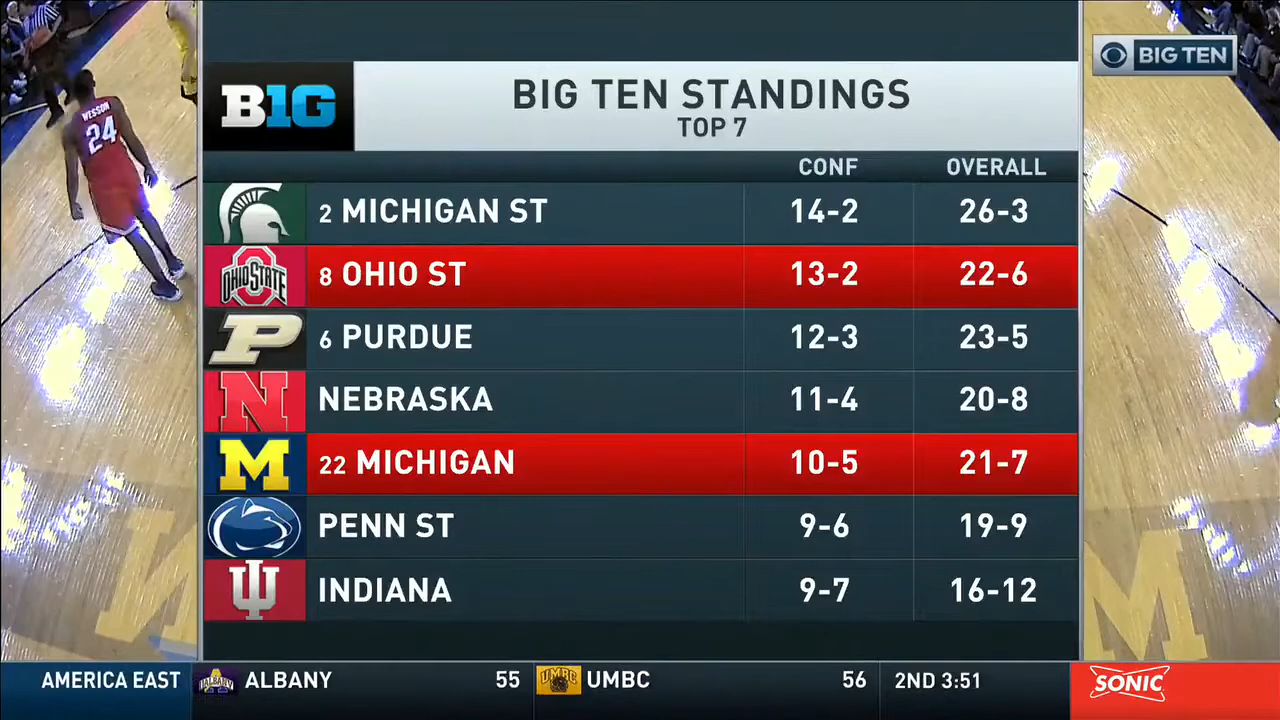 WESSON
24
BIG TEN
B1G
BIG TEN STANDINGS
TOP 7
CONF OVERALL
2 MICHIGAN ST 14-2 26-3
OHIO STATE
8 OHIO ST 13-2 22-6
P
6 PURDUE 12-3 23-5
N
NEBRASKA 11-4 20-8
M
22 MICHIGAN 10-5 21-7
PENN ST 9-6 19-9
INDIANA 9-7 16-12
M
AMERICA EAST ALBANY 55 UMBC UMBC 56 2ND 3:51 SONIC